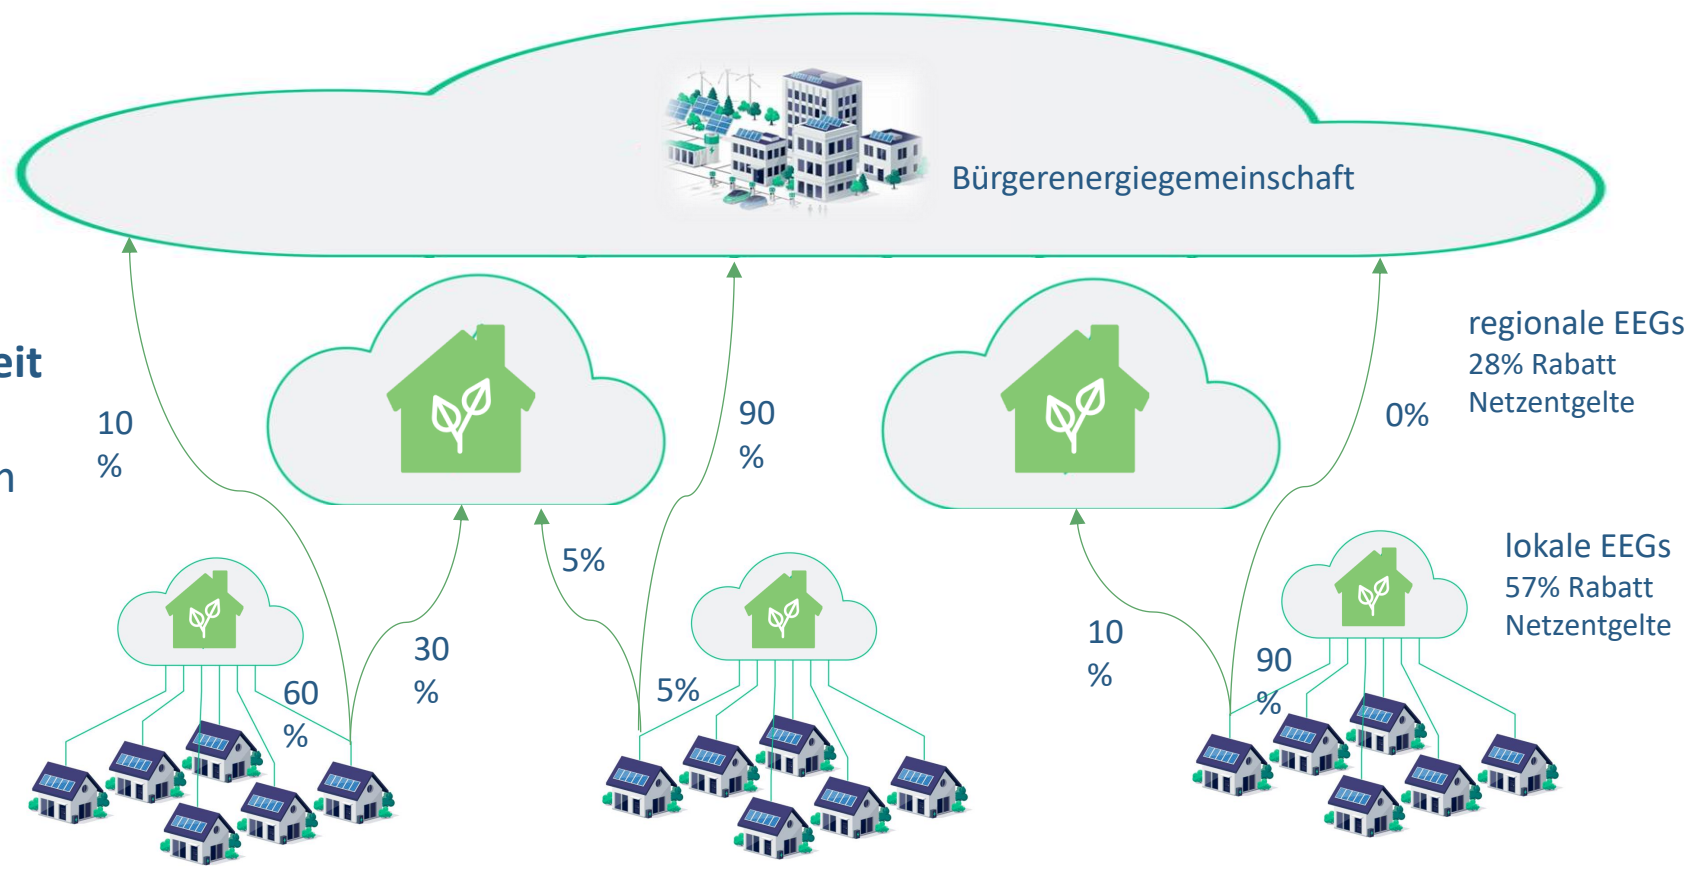 Bürgerenergiegemeinschaft
regionale EEGs
28% Rabatt
Netzentgelte
eit
n
10
%
90
%
0%
5%
lokale EEGs
57% Rabatt
Netzentgelte
30
%
60
%
5%
10
%
90
%